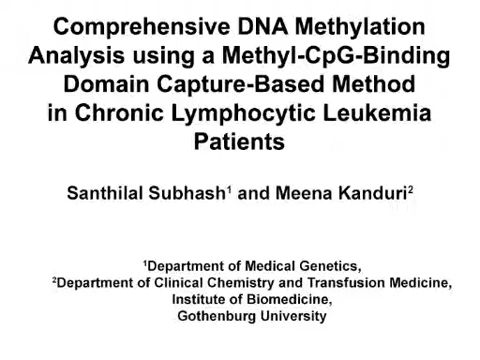 Comprehensive DNA Methylation
Analysis using a Methyl-CpG-Binding
Domain Capture-Based Method
in Chronic Lymphocytic Leukemia
Patients
Santhilal Subhash¹ and Meena Kanduri²
¹Department of Medical Genetics,
²Department of Clinical Chemistry and Transfusion Medicine,
Institute of Biomedicine,
Gothenburg University